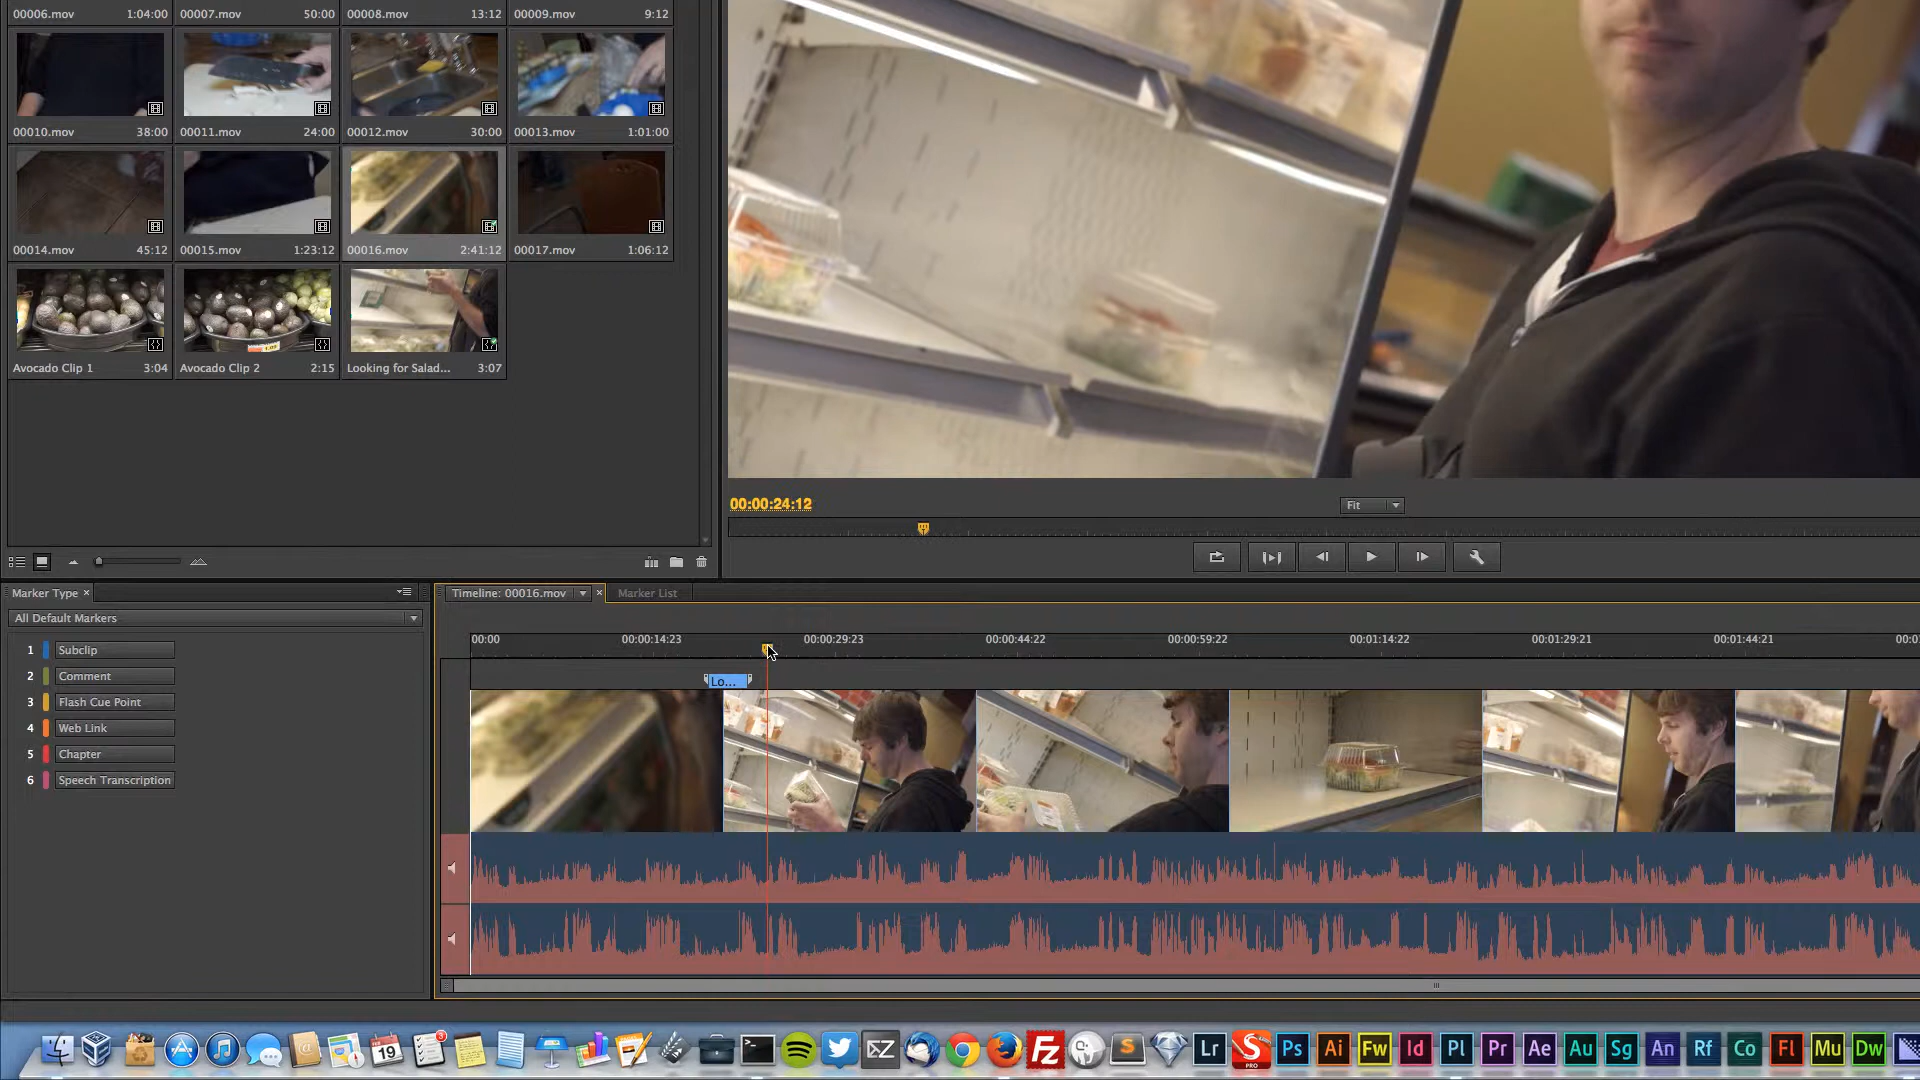 00006.mov 1:04:00 00007.mov 50:00 00008.mov 13:12 00009.mov 9:12
00010.mov 38:00 00011.mov 24:00 00012.mov 30:00 00013.mov 1:01:00
00014.mov 45:12 00015.mov 1:23:12 00016.mov 2:41:12 00017.mov 1:06:12
Avocado Clip 1 3:04 Avocado Clip 2 2:15 Looking for Salad... 3:07
00:00:24:12
Fit
Marker Type
Timeline: 00016.mov Marker List
All Default Markers
00:00 00:00:14:23 00:00:29:23 00:00:44:22 00:00:59:22 00:01:14:22 00:01:29:21 00:01:44:21 00:0
1 Subclip
2 Comment
3 Flash Cue Point
4 Web Link
5 Chapter
6 Speech Transcription
Lo...
19
3
Fz
S
Lr
S
PRO
Ps
Ai
Fw
Id
Pl
Pr
Ae
Au
Sg
An
Rf
Co
Fl
Mu
Dw